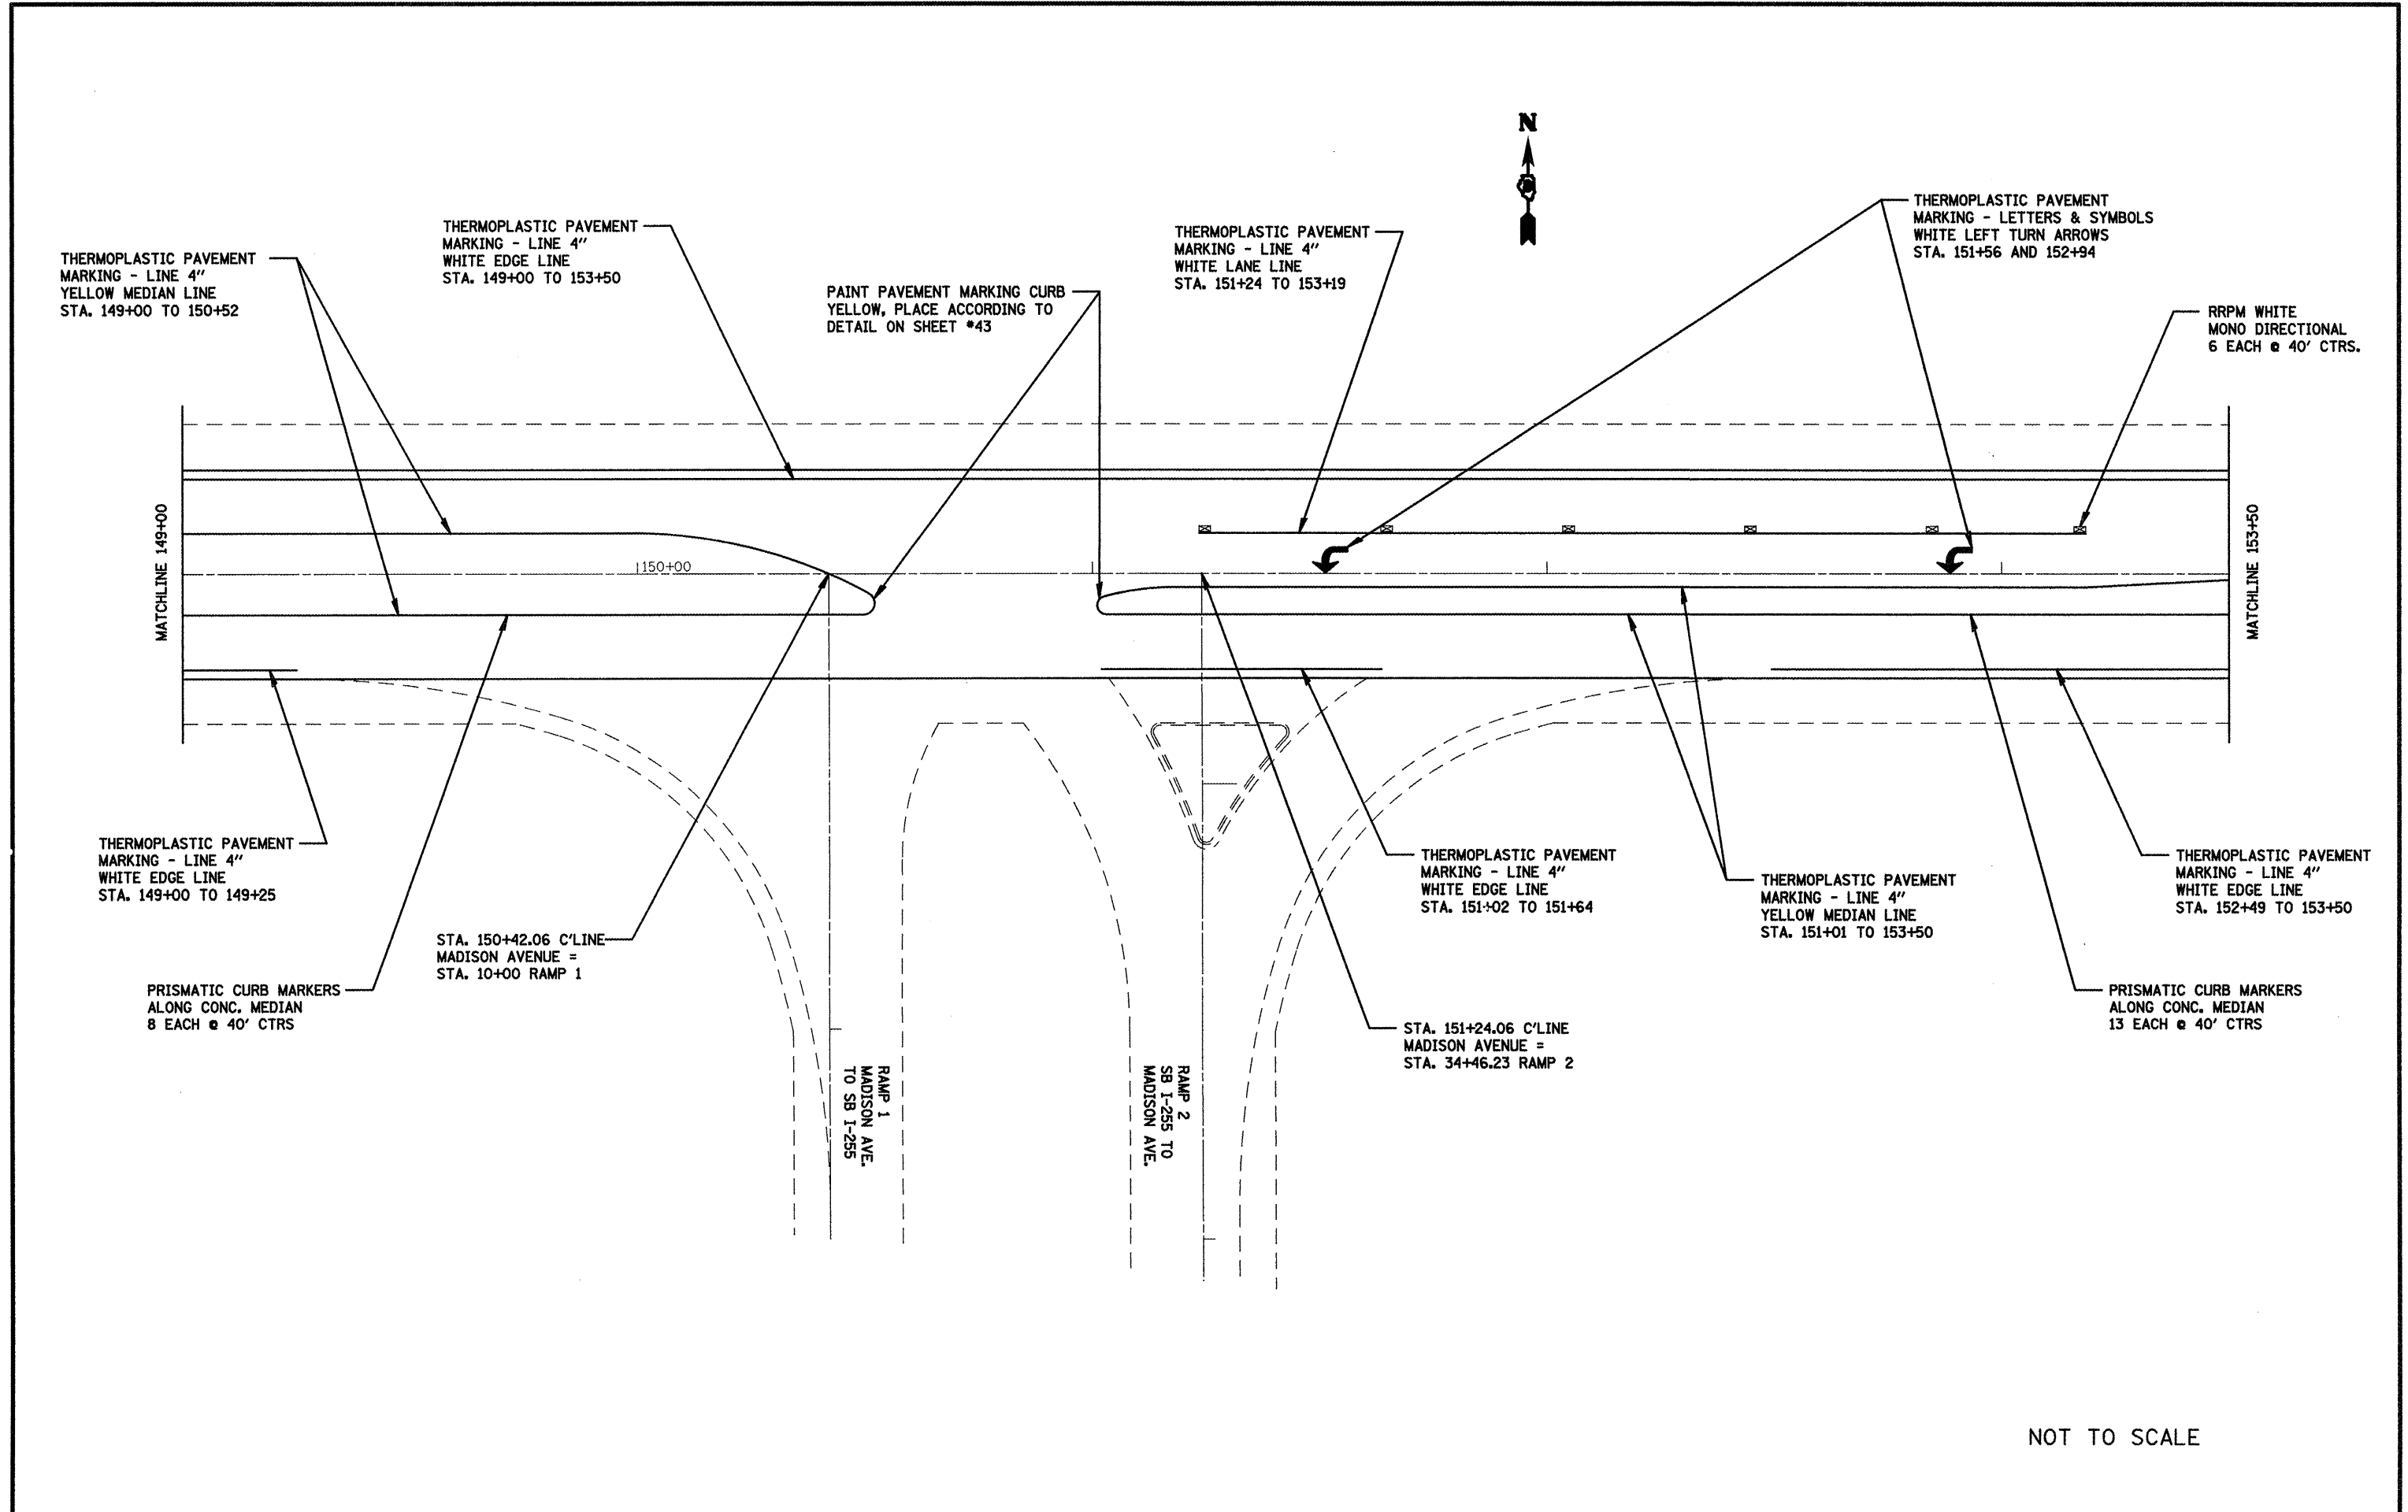 N
THERMOPLASTIC PAVEMENT
MARKING - LINE 4"
YELLOW MEDIAN LINE
STA. 149+00 TO 150+52
THERMOPLASTIC PAVEMENT
MARKING - LINE 4"
WHITE EDGE LINE
STA. 149+00 TO 153+50
PAINT PAVEMENT MARKING CURB
YELLOW, PLACE ACCORDING TO
DETAIL ON SHEET #43
THERMOPLASTIC PAVEMENT
MARKING - LINE 4"
WHITE LANE LINE
STA. 151+24 TO 153+19
THERMOPLASTIC PAVEMENT
MARKING - LETTERS & SYMBOLS
WHITE LEFT TURN ARROWS
STA. 151+56 AND 152+94
RRPM WHITE
MONO DIRECTIONAL
6 EACH @ 40' CTRS.
MATCHLINE 149+00
150+00
MATCHLINE 153+50
THERMOPLASTIC PAVEMENT
MARKING - LINE 4"
WHITE EDGE LINE
STA. 149+00 TO 149+25
STA. 150+42.06 C'LINE
MADISON AVENUE =
STA. 10+00 RAMP 1
PRISMATIC CURB MARKERS
ALONG CONC. MEDIAN
8 EACH @ 40' CTRS
THERMOPLASTIC PAVEMENT
MARKING - LINE 4"
WHITE EDGE LINE
STA. 151+02 TO 151+64
THERMOPLASTIC PAVEMENT
MARKING - LINE 4"
YELLOW MEDIAN LINE
STA. 151+01 TO 153+50
THERMOPLASTIC PAVEMENT
MARKING - LINE 4"
WHITE EDGE LINE
STA. 152+49 TO 153+50
STA. 151+24.06 C'LINE
MADISON AVENUE =
STA. 34+46.23 RAMP 2
PRISMATIC CURB MARKERS
ALONG CONC. MEDIAN
13 EACH @ 40' CTRS
RAMP 1
MADISON AVE.
TO SB I-255
RAMP 2
SB I-255 TO
MADISON AVE.
NOT TO SCALE